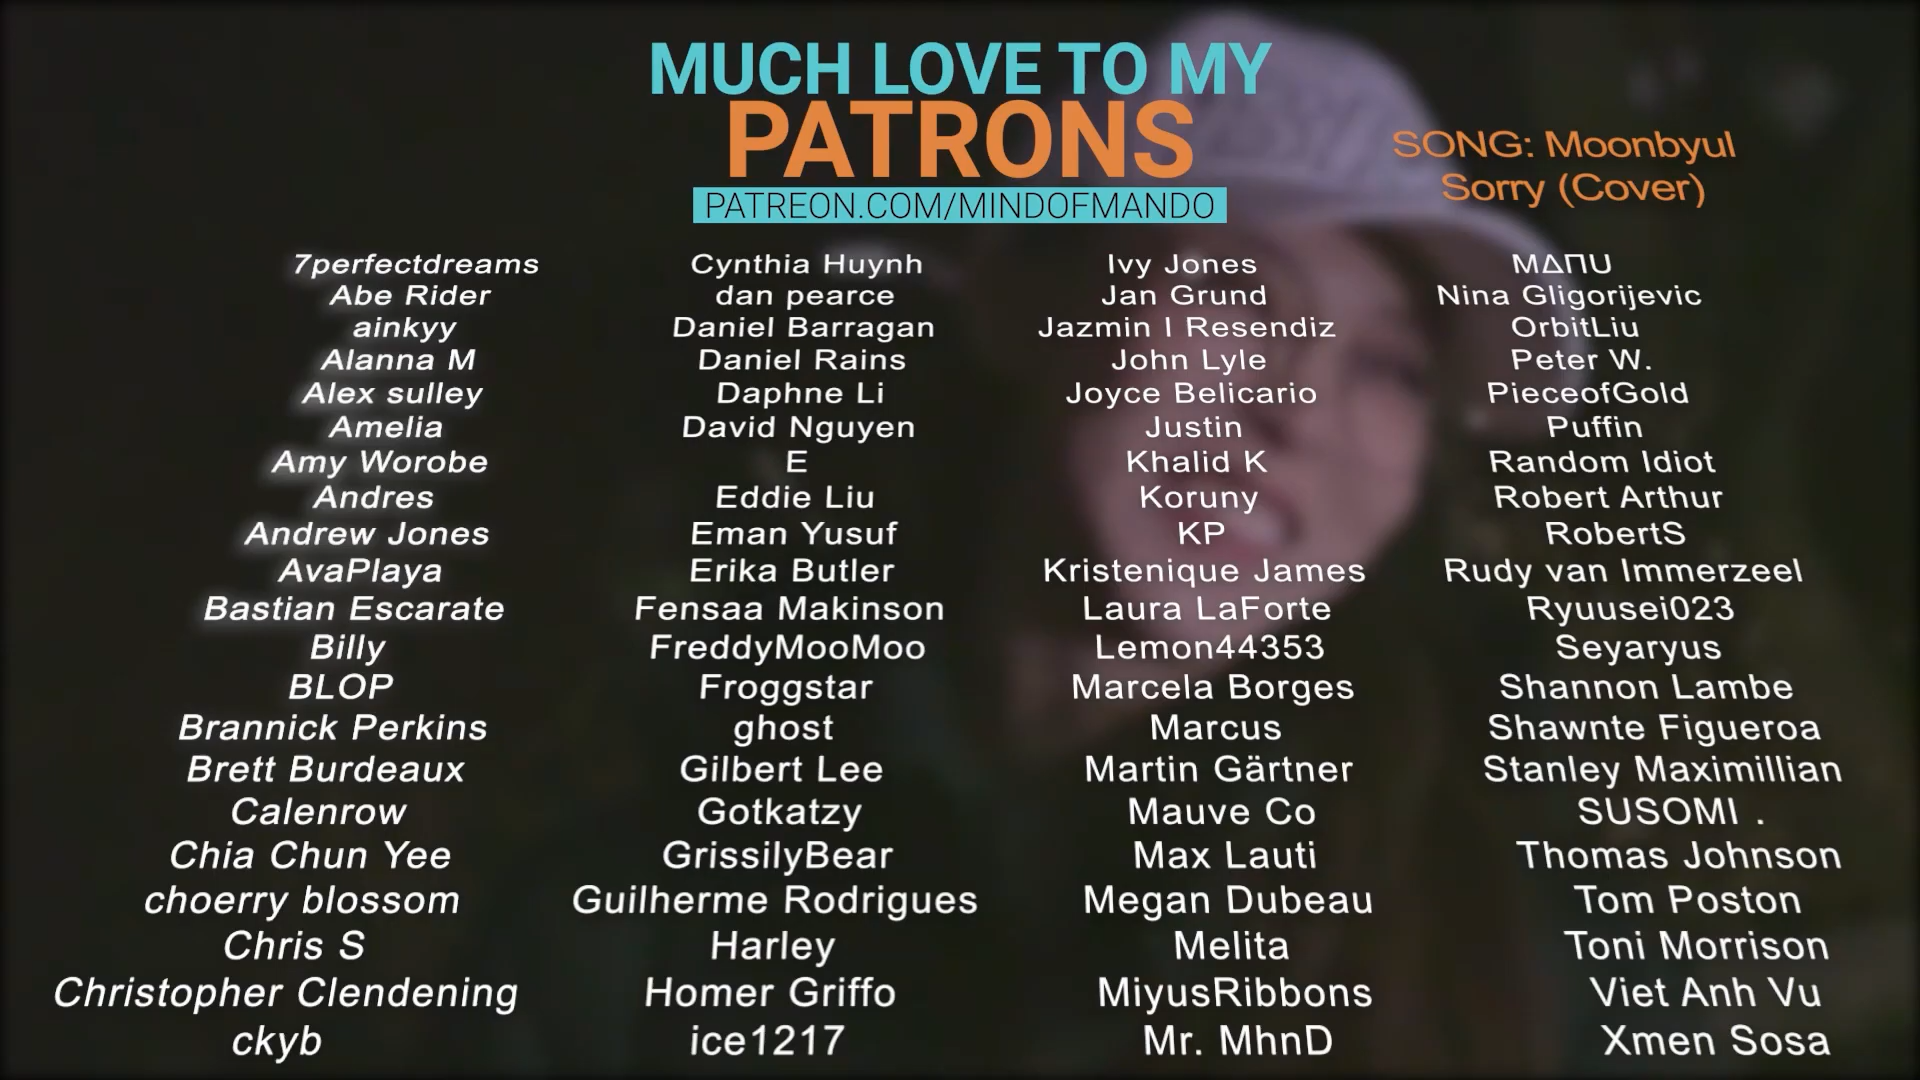 MUCH LOVE TO MY
PATRONS
PATREON.COM/MINDOFMANDO
SONG: Moonbyul
Sorry (Cover)
7perfectdreams
Abe Rider
ainkyy
Alanna M
Alex sulley
Amelia
Amy Worobe
Andres
Andrew Jones
AvaPlaya
Bastian Escarate
Billy
BLOP
Brannick Perkins
Brett Burdeaux
Calenrow
Chia Chun Yee
choerry blossom
Chris S
Christopher Clendening
ckyb
Cynthia Huynh
dan pearce
Daniel Barragan
Daniel Rains
Daphne Li
David Nguyen
E
Eddie Liu
Eman Yusuf
Erika Butler
Fensaa Makinson
FreddyMooMoo
Froggstar
ghost
Gilbert Lee
Gotkatzy
GrissilyBear
Guilherme Rodrigues
Harley
Homer Griffo
ice1217
Ivy Jones
Jan Grund
Jazmin I Resendiz
John Lyle
Joyce Belicario
Justin
Khalid K
Koruny
KP
Kristenique James
Laura LaForte
Lemon44353
Marcela Borges
Marcus
Martin Gärtner
Mauve Co
Max Lauti
Megan Dubeau
Melita
MiyusRibbons
Mr. MhnD
MΔΠU
Nina Gligorijevic
OrbitLiu
Peter W.
PieceofGold
Puffin
Random Idiot
Robert Arthur
RobertS
Rudy van Immerzeel
Ryuusei023
Seyaryus
Shannon Lambe
Shawnte Figueroa
Stanley Maximillian
SUSOMI .
Thomas Johnson
Tom Poston
Toni Morrison
Viet Anh Vu
Xmen Sosa